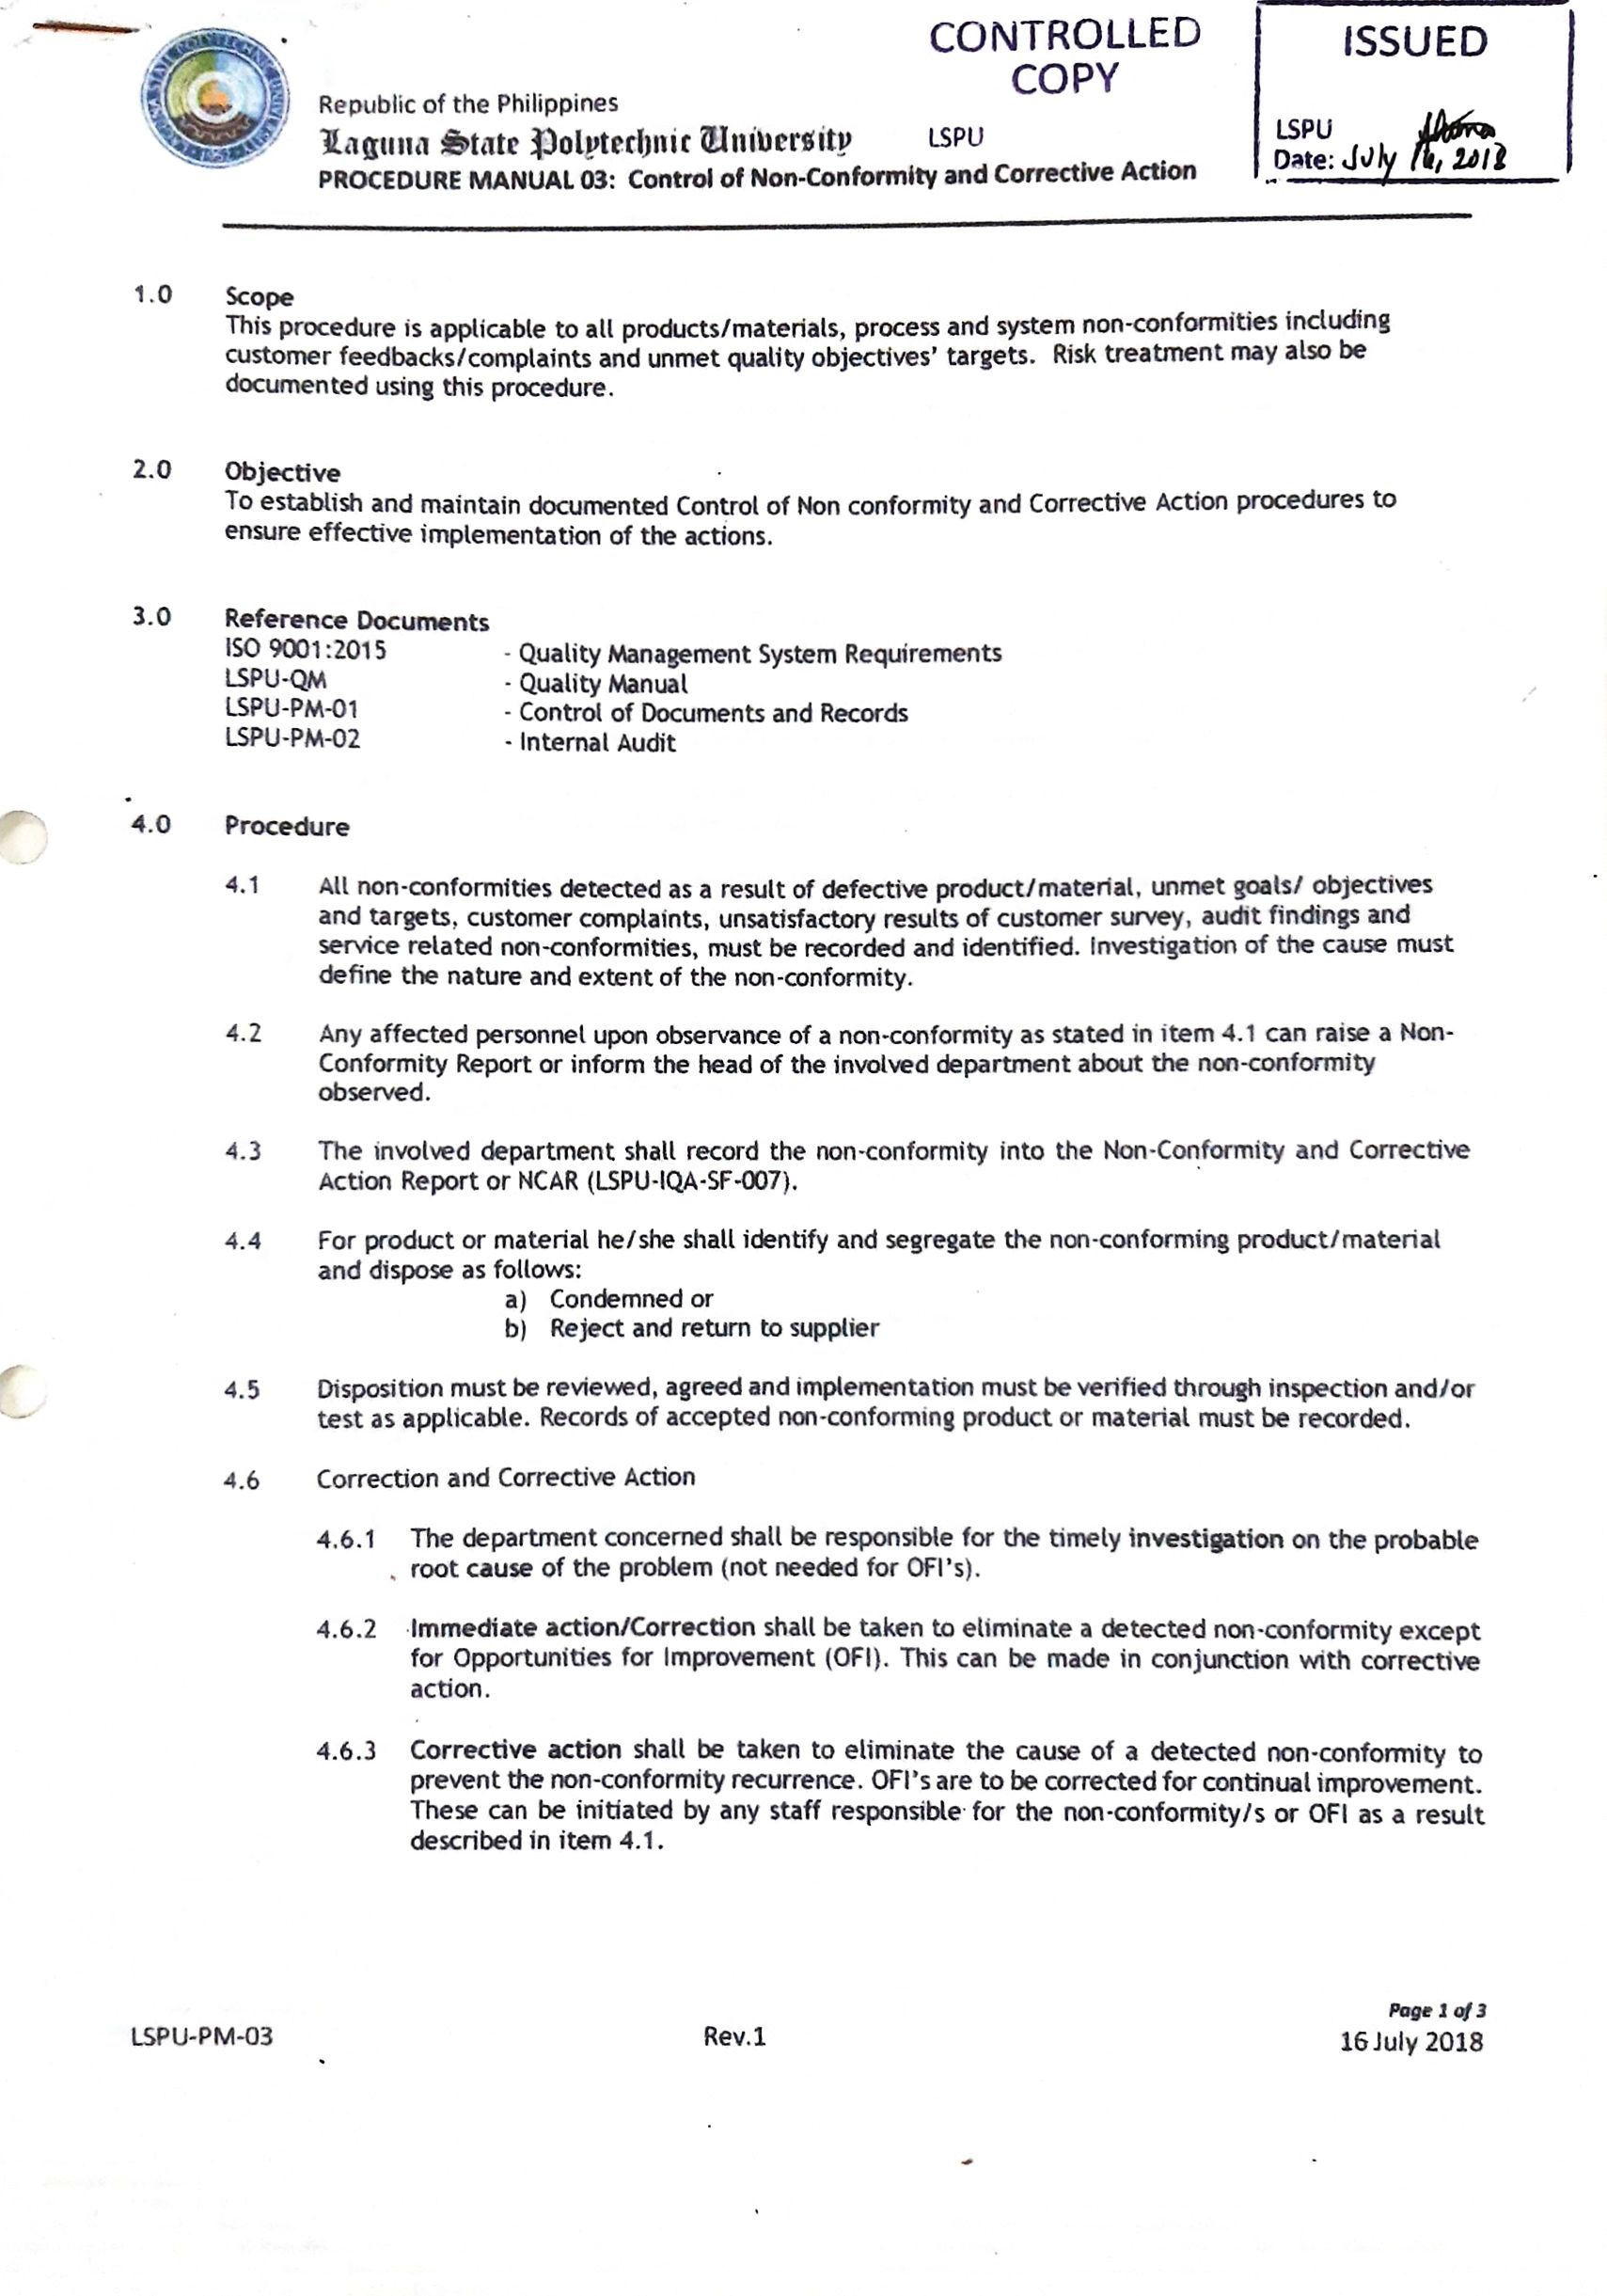 CONTROLLED
COPY
LSPU
ISSUED
LSPU
Date: July 16, 2018
Republic of the Philippines
Laguna State Polytechnic University
PROCEDURE MANUAL 03: Control of Non-Conformity and Corrective Action
1.0 Scope
This procedure is applicable to all products/materials, process and system non-conformities including
customer feedbacks/complaints and unmet quality objectives' targets. Risk treatment may also be
documented using this procedure.
2.0 Objective
To establish and maintain documented Control of Non conformity and Corrective Action procedures to
ensure effective implementation of the actions.
3.0 Reference Documents
ISO 9001:2015 - Quality Management System Requirements
LSPU-QM - Quality Manual
LSPU-PM-01 - Control of Documents and Records
LSPU-PM-02 - Internal Audit
4.0 Procedure
4.1 All non-conformities detected as a result of defective product/material, unmet goals/ objectives
and targets, customer complaints, unsatisfactory results of customer survey, audit findings and
service related non-conformities, must be recorded and identified. Investigation of the cause must
define the nature and extent of the non-conformity.
4.2 Any affected personnel upon observance of a non-conformity as stated in item 4.1 can raise a Non-
Conformity Report or inform the head of the involved department about the non-conformity
observed.
4.3 The involved department shall record the non-conformity into the Non-Conformity and Corrective
Action Report or NCAR (LSPU-IQA-SF-007).
4.4 For product or material he/she shall identify and segregate the non-conforming product/material
and dispose as follows:
a) Condemned or
b) Reject and return to supplier
4.5 Disposition must be reviewed, agreed and implementation must be verified through inspection and/or
test as applicable. Records of accepted non-conforming product or material must be recorded.
4.6 Correction and Corrective Action
4.6.1 The department concerned shall be responsible for the timely investigation on the probable
root cause of the problem (not needed for OFI's).
4.6.2 Immediate action/Correction shall be taken to eliminate a detected non-conformity except
for Opportunities for Improvement (OFI). This can be made in conjunction with corrective
action.
4.6.3 Corrective action shall be taken to eliminate the cause of a detected non-conformity to
prevent the non-conformity recurrence. OFI's are to be corrected for continual improvement.
These can be initiated by any staff responsible for the non-conformity/s or OFI as a result
described in item 4.1.
Page 1 of 3
LSPU-PM-03 Rev.1 16 July 2018